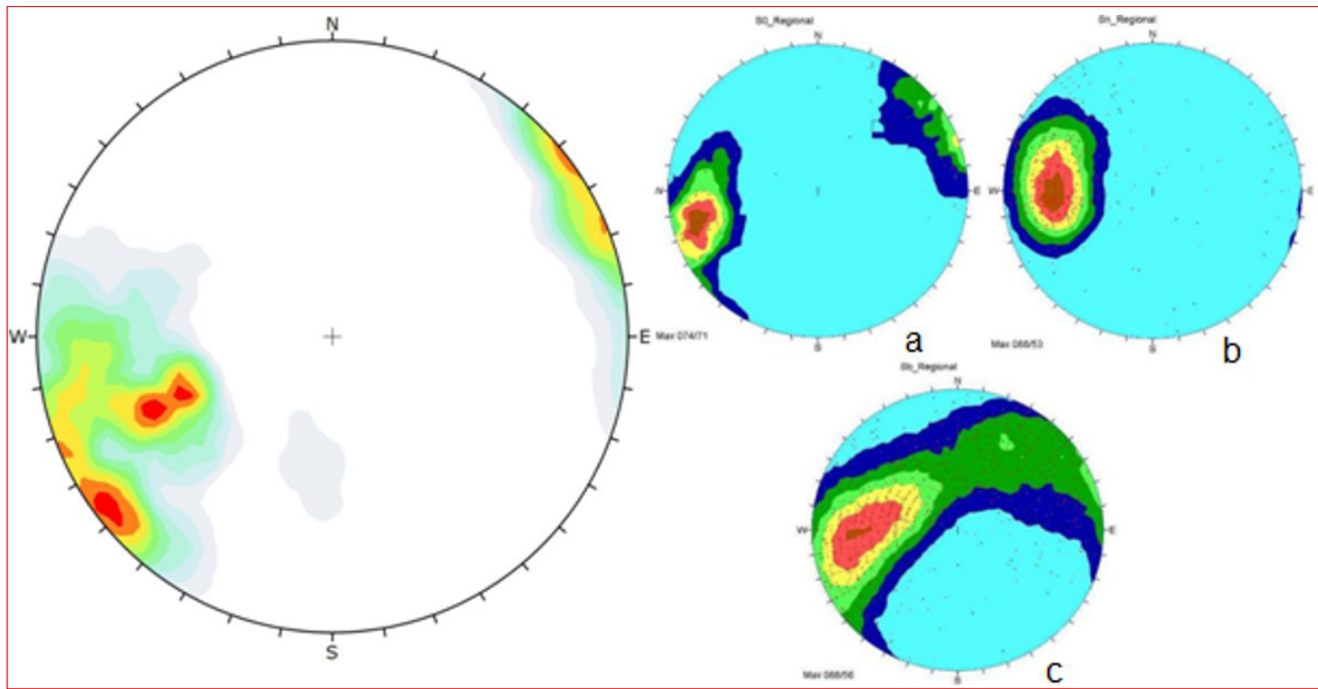 N
W
E
S
S0_Regional
N
E
S
Max 074/71
a
Sn_Regional
N
W
E
S
Max 088/53
b
Sb_Regional
N
W
E
S
Max 088/56
c